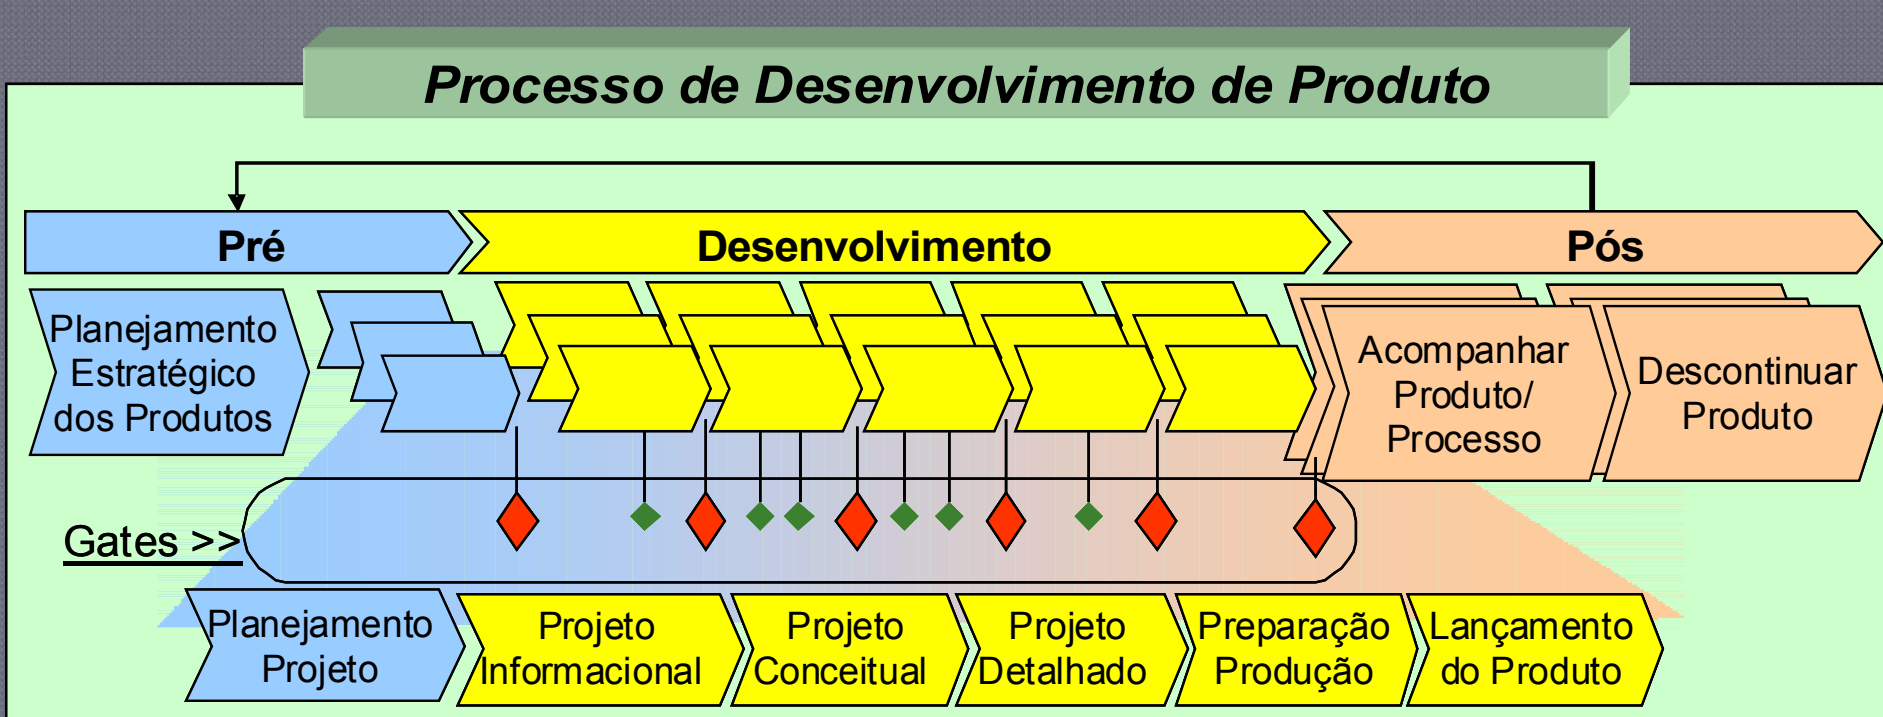 Processo de Desenvolvimento de Produto
Pré
Desenvolvimento
Pós
Planejamento
Estratégico
dos Produtos
Acompanhar
Produto/
Processo
Descontinuar
Produto
Gates >>
Planejamento
Projeto
Projeto
Informacional
Projeto
Conceitual
Projeto
Detalhado
Preparação
Produção
Lançamento
do Produto